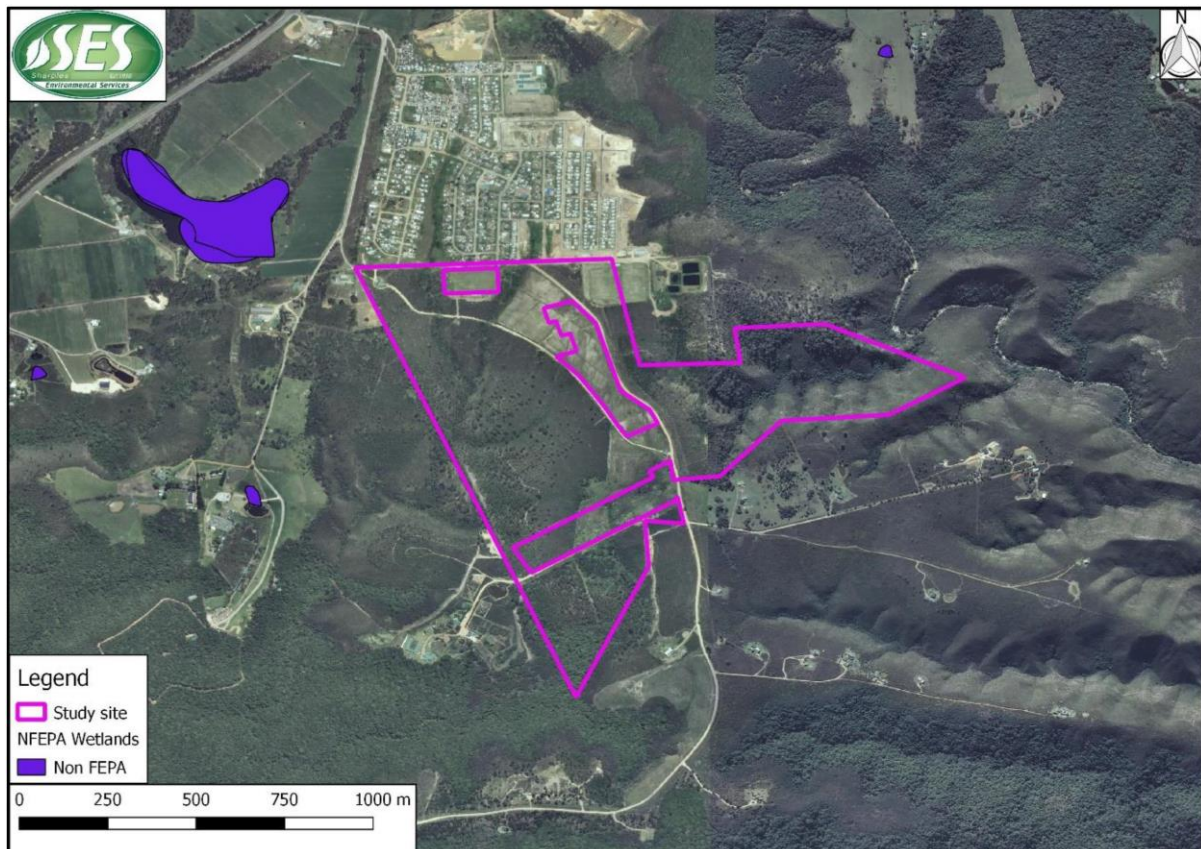 SES
Sharples
Environmental Services
N
Legend
Study site
NFEPA Wetlands
Non FEPA
0 250 500 750 1000 m